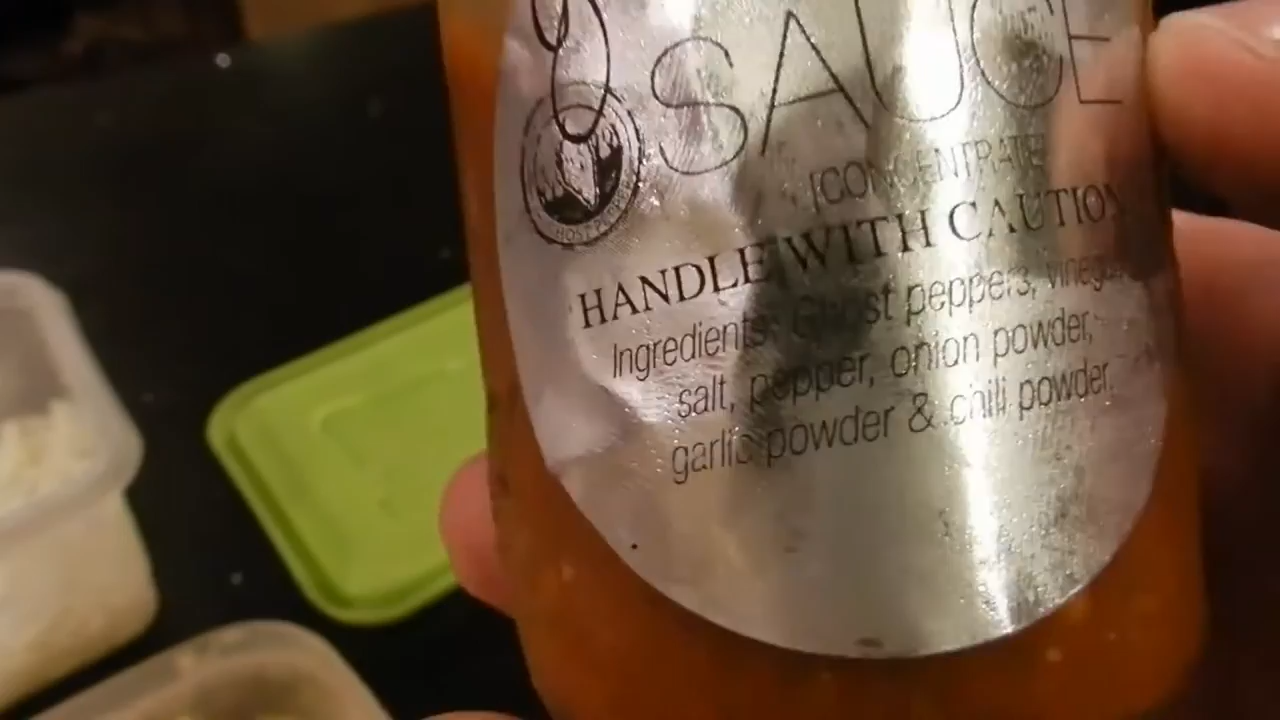 SAUCE
[CONCENTRATE
HANDLE WITH CAUTION
Ingredients: Ghost peppers, vinegar,
salt, pepper, onion powder,
garlic powder & chili powder.